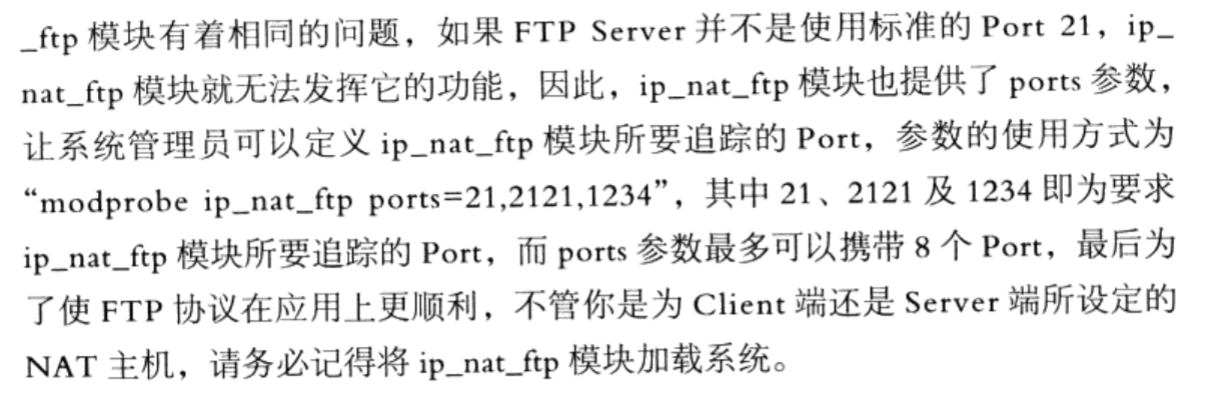 _ftp 模块有着相同的问题，如果 FTP Server 并不是使用标准的 Port 21，ip_
nat_ftp 模块就无法发挥它的功能，因此，ip_nat_ftp 模块也提供了 ports 参数，
让系统管理员可以定义 ip_nat_ftp 模块所要追踪的 Port，参数的使用方式为
“modprobe ip_nat_ftp ports=21,2121,1234”，其中 21、2121 及 1234 即为要求
ip_nat_ftp 模块所要追踪的 Port，而 ports 参数最多可以携带 8 个 Port，最后为
了使 FTP 协议在应用上更顺利，不管你是为 Client 端还是 Server 端所设定的
NAT 主机，请务必记得将 ip_nat_ftp 模块加载系统。